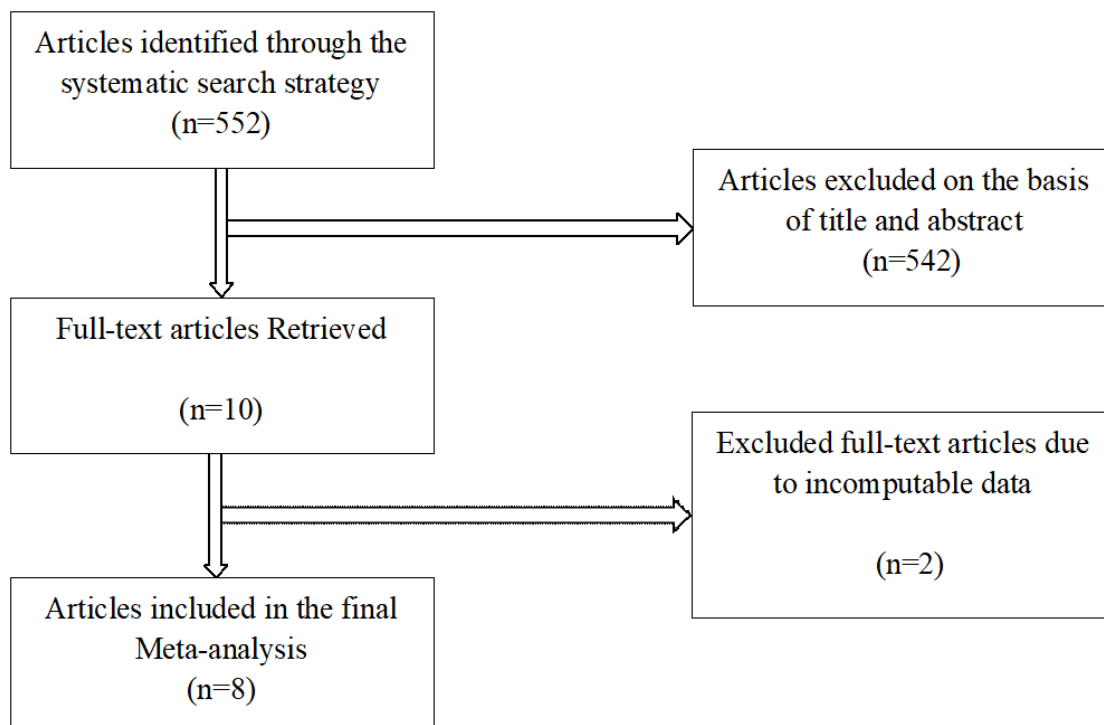 Articles identified through the
systematic search strategy
(n=552)
Articles excluded on the basis
of title and abstract
(n=542)
Full-text articles Retrieved
(n=10)
Excluded full-text articles due
to incomputable data
(n=2)
Articles included in the final
Meta-analysis
(n=8)